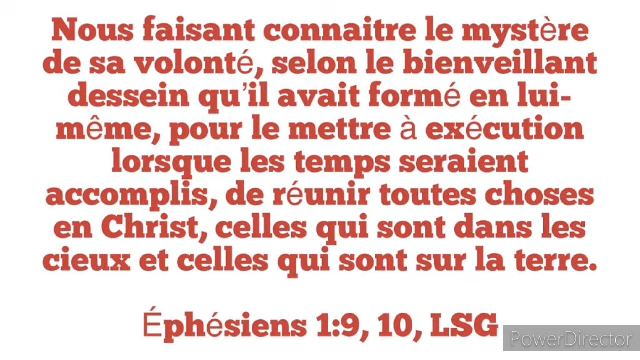 Nous faisant connaitre le mystère
de sa volonté, selon le bienveillant
dessein qu'il avait formé en lui-
même, pour le mettre à exécution
lorsque les temps seraient
accomplis, de réunir toutes choses
en Christ, celles qui sont dans les
cieux et celles qui sont sur la terre.
Éphésiens 1:9, 10, LSG
PowerDirector